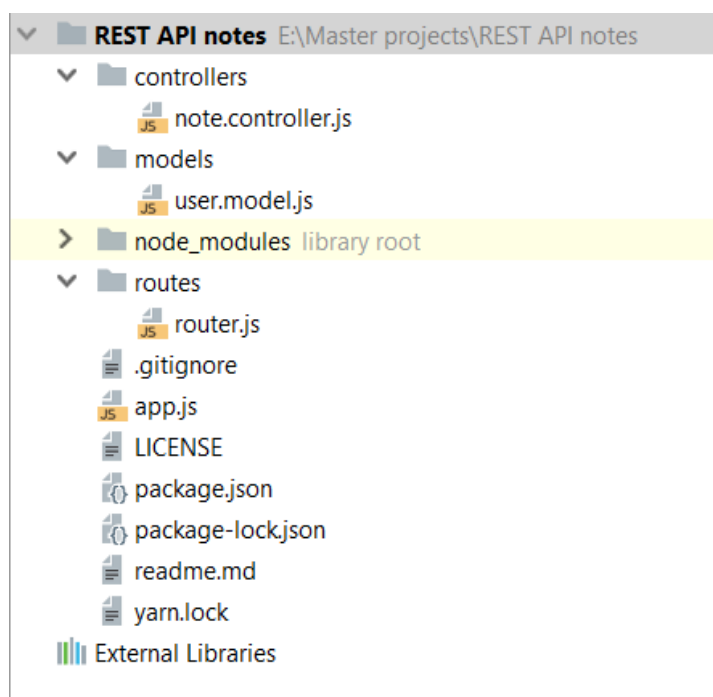 REST API notes E:\Master projects\REST API notes
controllers
JS note.controller.js
models
JS user.model.js
node_modules library root
routes
JS router.js
.gitignore
JS app.js
LICENSE
package.json
package-lock.json
readme.md
yarn.lock
External Libraries